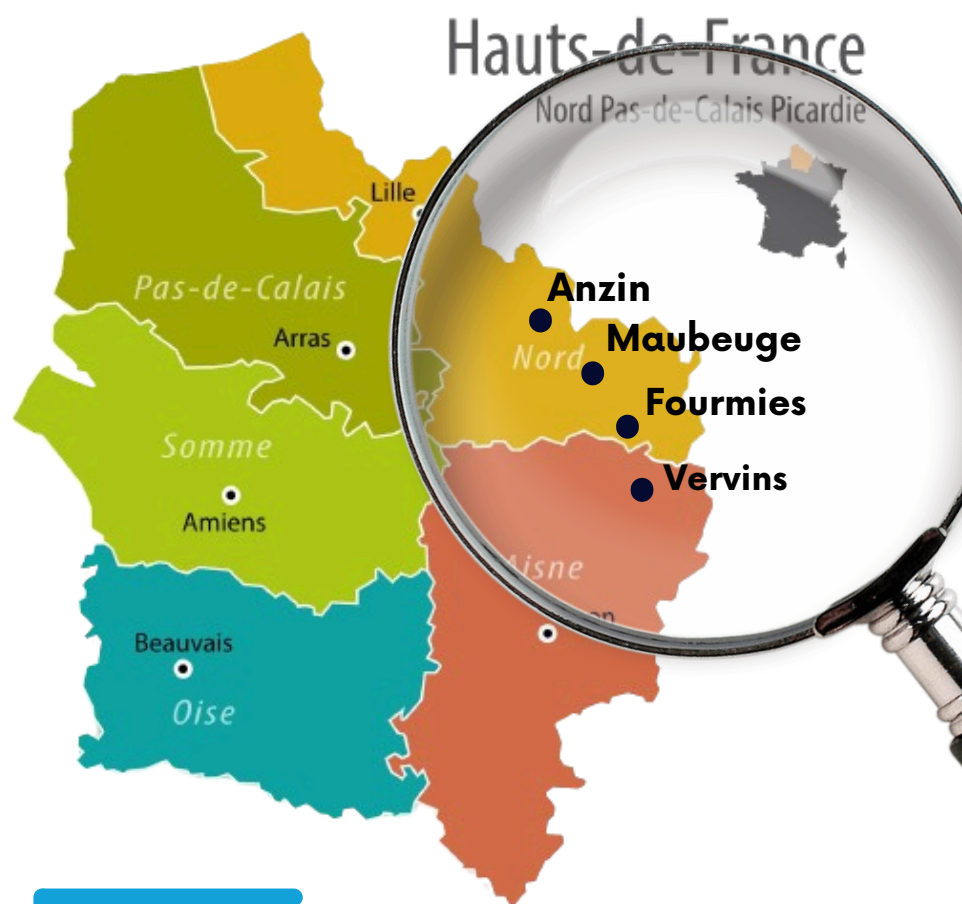 Hauts-de-France
Nord Pas-de-Calais Picardie
Lille
Pas-de-Calais
Anzin
Arras
Maubeuge
Nord
Fourmies
Somme
Vervins
Amiens
Aisne
Beauvais
Oise